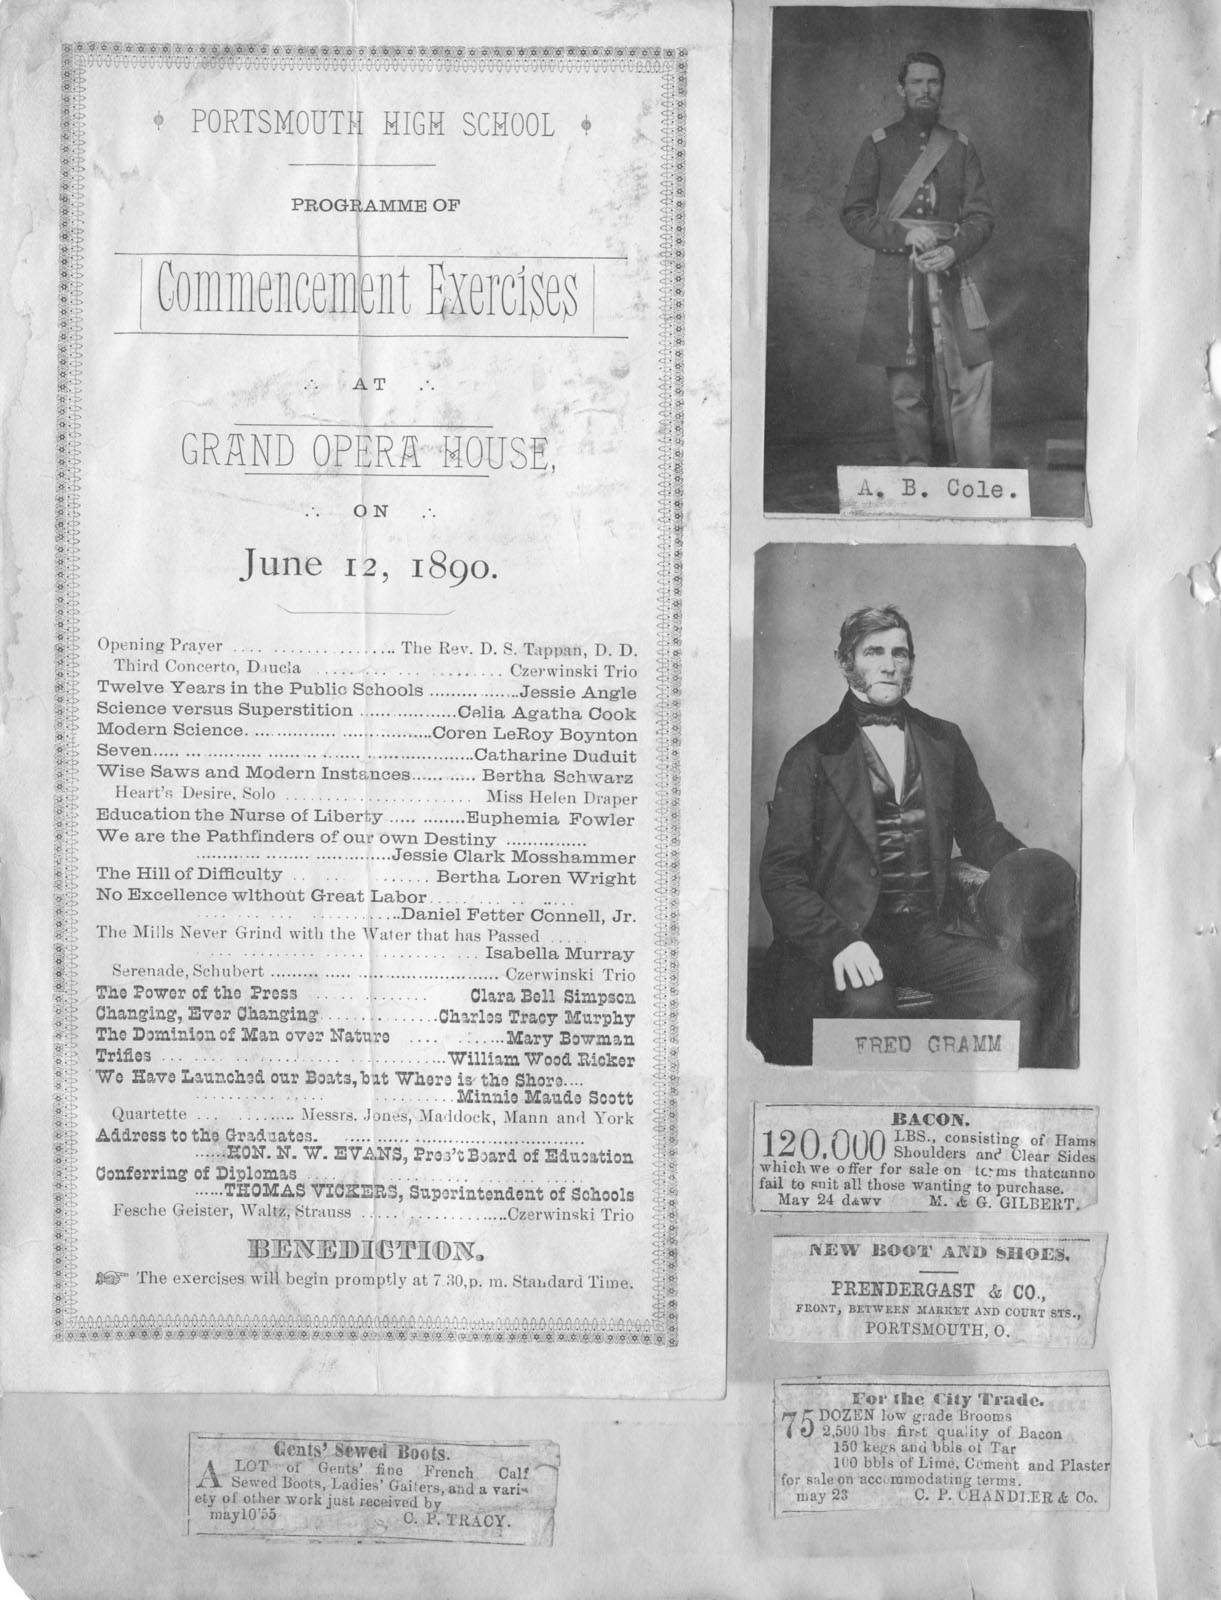 PORTSMOUTH HIGH SCHOOL
PROGRAMME OF
Commencement Exercises
AT
GRAND OPERA HOUSE,
ON
June 12, 1890.
Opening Prayer .... The Rev. D. S. Tappan, D. D.
Third Concerto, Daucla .... Czerwinski Trio
Twelve Years in the Public Schools .... Jessie Angle
Science versus Superstition .... Celia Agatha Cook
Modern Science .... Coren LeRoy Boynton
Seven .... Catharine Duduit
Wise Saws and Modern Instances .... Bertha Schwarz
Heart's Desire, Solo .... Miss Helen Draper
Education the Nurse of Liberty .... Euphemia Fowler
We are the Pathfinders of our own Destiny ....
.... Jessie Clark Mosshammer
The Hill of Difficulty .... Bertha Loren Wright
No Excellence wIthout Great Labor ....
.... Daniel Fetter Connell, Jr.
The Mills Never Grind with the Water that has Passed ....
.... Isabella Murray
Serenade, Schubert .... Czerwinski Trio
The Power of the Press .... Clara Bell Simpson
Changing, Ever Changing .... Charles Tracy Murphy
The Dominion of Man over Nature .... Mary Bowman
Trifles .... William Wood Ricker
We Have Launched our Boats, but Where is the Shore....
.... Minnie Maude Scott
Quartette .... Messrs. Jones, Maddock, Mann and York
Address to the Graduates. ....
......HON. N. W. EVANS, Pres't Board of Education
Conferring of Diplomas ....
......THOMAS VICKERS, Superintendent of Schools
Fesche Geister, Waltz, Strauss .... Czerwinski Trio
BENEDICTION.
☞ The exercises will begin promptly at 7.30, p. m. Standard Time.
Gents' Sewed Boots.
A LOT of Gents' fine French Calf
Sewed Boots, Ladies' Gaiters, and a vari-
ety of other work just received by
may10'55 C. P. TRACY.
A. B. Cole.
FRED GRAMM
BACON.
120,000 LBS., consisting of Hams
Shoulders and Clear Sides
which we offer for sale on terms thatcanno
fail to suit all those wanting to purchase.
May 24 d&wv M. & G. GILBERT.
NEW BOOT AND SHOES.
PRENDERGAST & CO.,
FRONT, BETWEEN MARKET AND COURT STS.,
PORTSMOUTH, O.
For the City Trade.
75 DOZEN low grade Brooms
2,500 lbs first quality of Bacon
150 kegs and bbls of Tar
100 bbls of Lime, Cement and Plaster
for sale on accommodating terms.
may 23 C. P. CHANDLER & Co.